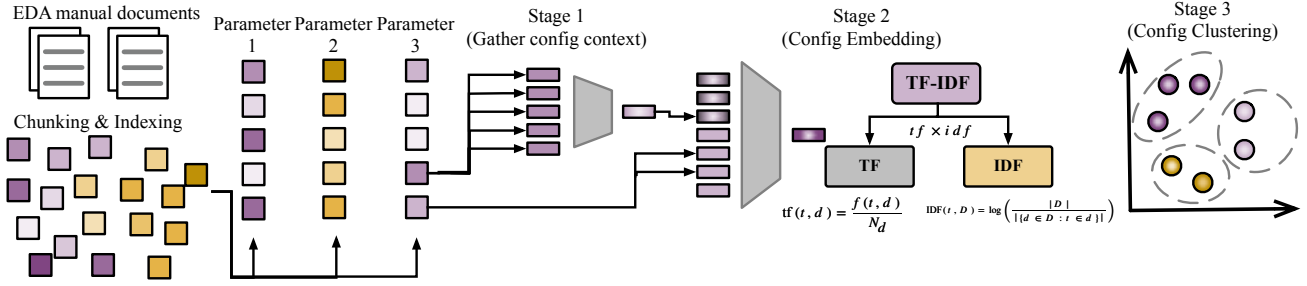 EDA manual documents
Chunking & Indexing
Parameter Parameter Parameter
1 2 3
Stage 1
(Gather config context)
Stage 2
(Config Embedding)
TF-IDF
tf × idf
TF IDF
tf(t, d) = f(t, d) / N_d
IDF(t, D) = log(|D| / |{d ∈ D : t ∈ d}|)
Stage 3
(Config Clustering)